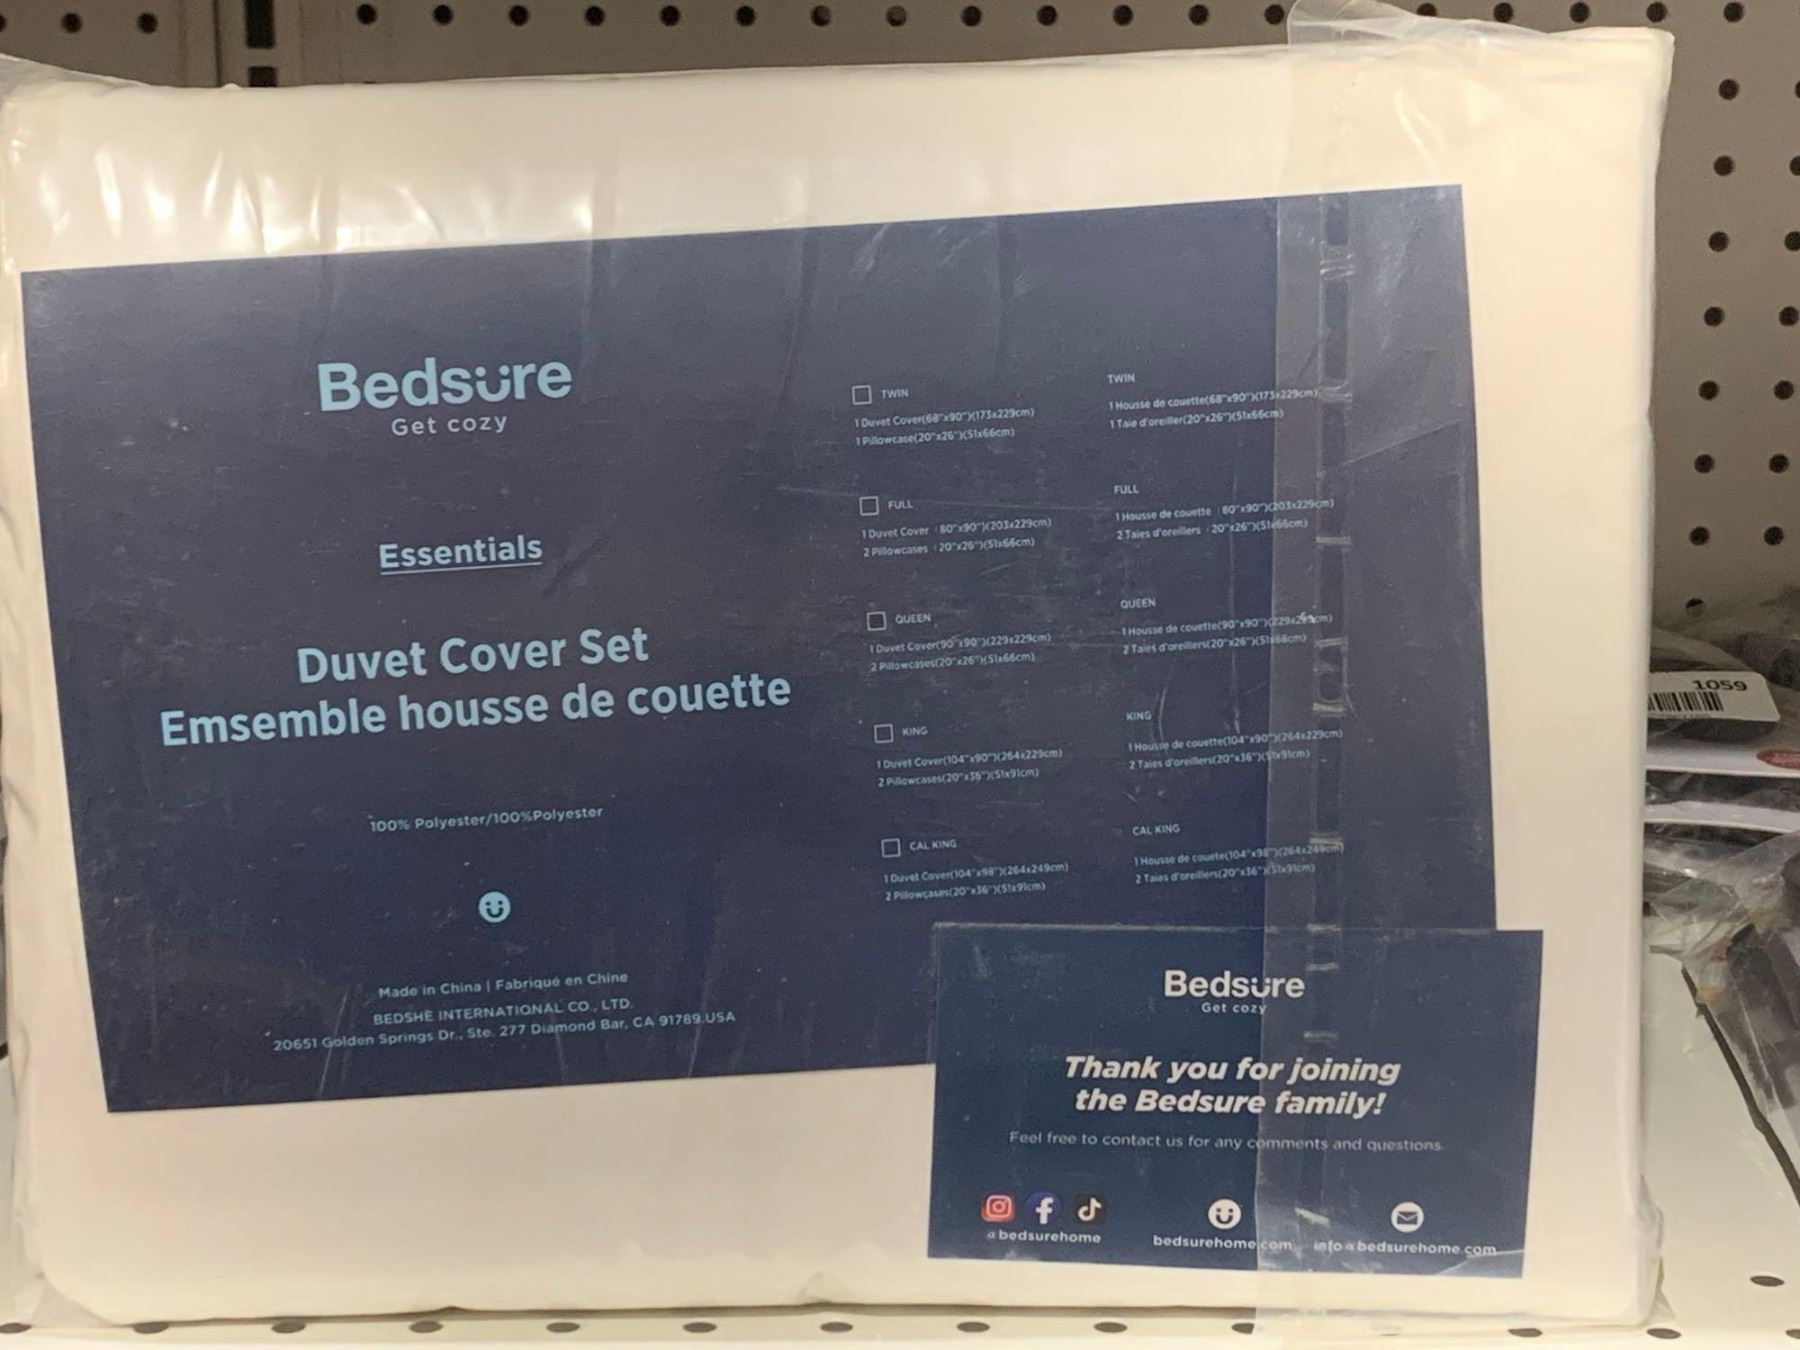 Bedsure
Get cozy
Essentials
Duvet Cover Set
Emsemble housse de couette
100% Polyester/100%Polyester
Made in China | Fabriqué en Chine
BEDSHE INTERNATIONAL CO., LTD.
20651 Golden Springs Dr., Ste. 277 Diamond Bar, CA 91789.USA
TWIN
1 Duvet Cover(68"x90")(173x229cm)
1 Pillowcase(20"x26")(51x66cm)
FULL
1 Duvet Cover (80"x90")(203x229cm)
2 Pillowcases (20"x26")(51x66cm)
QUEEN
1 Duvet Cover(90"x90")(229x229cm)
2 Pillowcases(20"x26")(51x66cm)
KING
1 Duvet Cover(104"x90")(264x229cm)
2 Pillowcases(20"x36")(51x91cm)
CAL KING
1 Duvet Cover(104"x98")(264x249cm)
2 Pillowcases(20"x36")(51x91cm)
TWIN
1 Housse de couette(68"x90")(173x229cm)
1 Taie d'oreiller(20"x26")(51x66cm)
FULL
1 Housse de couette (80"x90")(203x229cm)
2 Taies d'oreillers (20"x26")(51x66cm)
QUEEN
1 Housse de couette(90"x90")(229x229cm)
2 Taies d'oreillers(20"x26")(51x66cm)
KING
1 Housse de couette(104"x90")(264x229cm)
2 Taies d'oreillers(20"x36")(51x91cm)
CAL KING
1 Housse de couete(104"x98")(264x249cm)
2 Taies d'oreillers(20"x36")(51x91cm)
Bedsure
Get cozy
Thank you for joining
the Bedsure family!
Feel free to contact us for any comments and questions.
@bedsurehome
bedsurehome.com
info@bedsurehome.com
1059